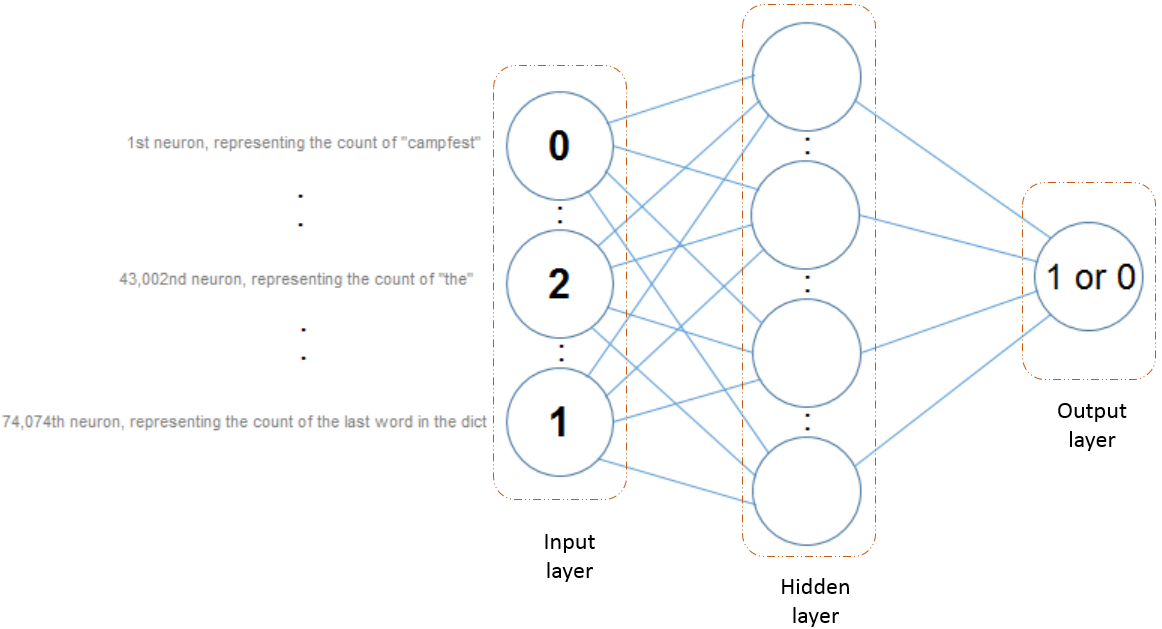 1st neuron, representing the count of "campfest"
0
43,002nd neuron, representing the count of "the"
2
74,074th neuron, representing the count of the last word in the dict
1
1 or 0
Input
layer
Hidden
layer
Output
layer